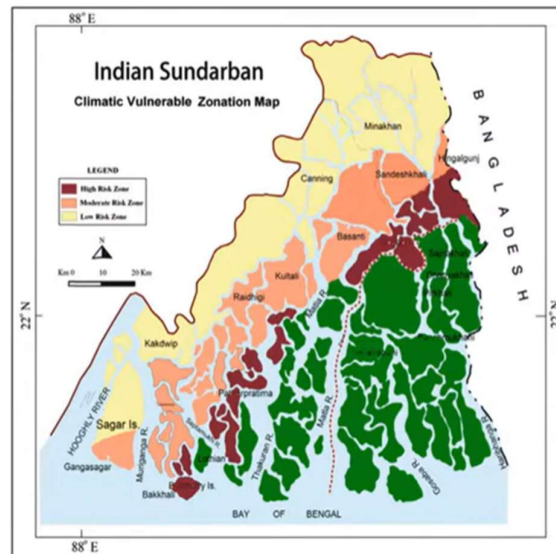 88° E
Indian Sundarban
Climatic Vulnerable Zonation Map
LEGEND
High Risk Zone
Moderate Risk Zone
Low Risk Zone
N
Km 0 10 20 Km
BANGLADESH
Minakhan
Hingalgunj
Canning
Sandeshkhali
Basanti
Kultali
Matla R.
Raidhigi
22° N
Kakdwip
HOOGHLY RIVER
Sagar Is.
Gangasagar
Muriganga R.
Bakkhali
Thakuran R.
Matla R.
Gosaba R.
BAY OF BENGAL
88° E